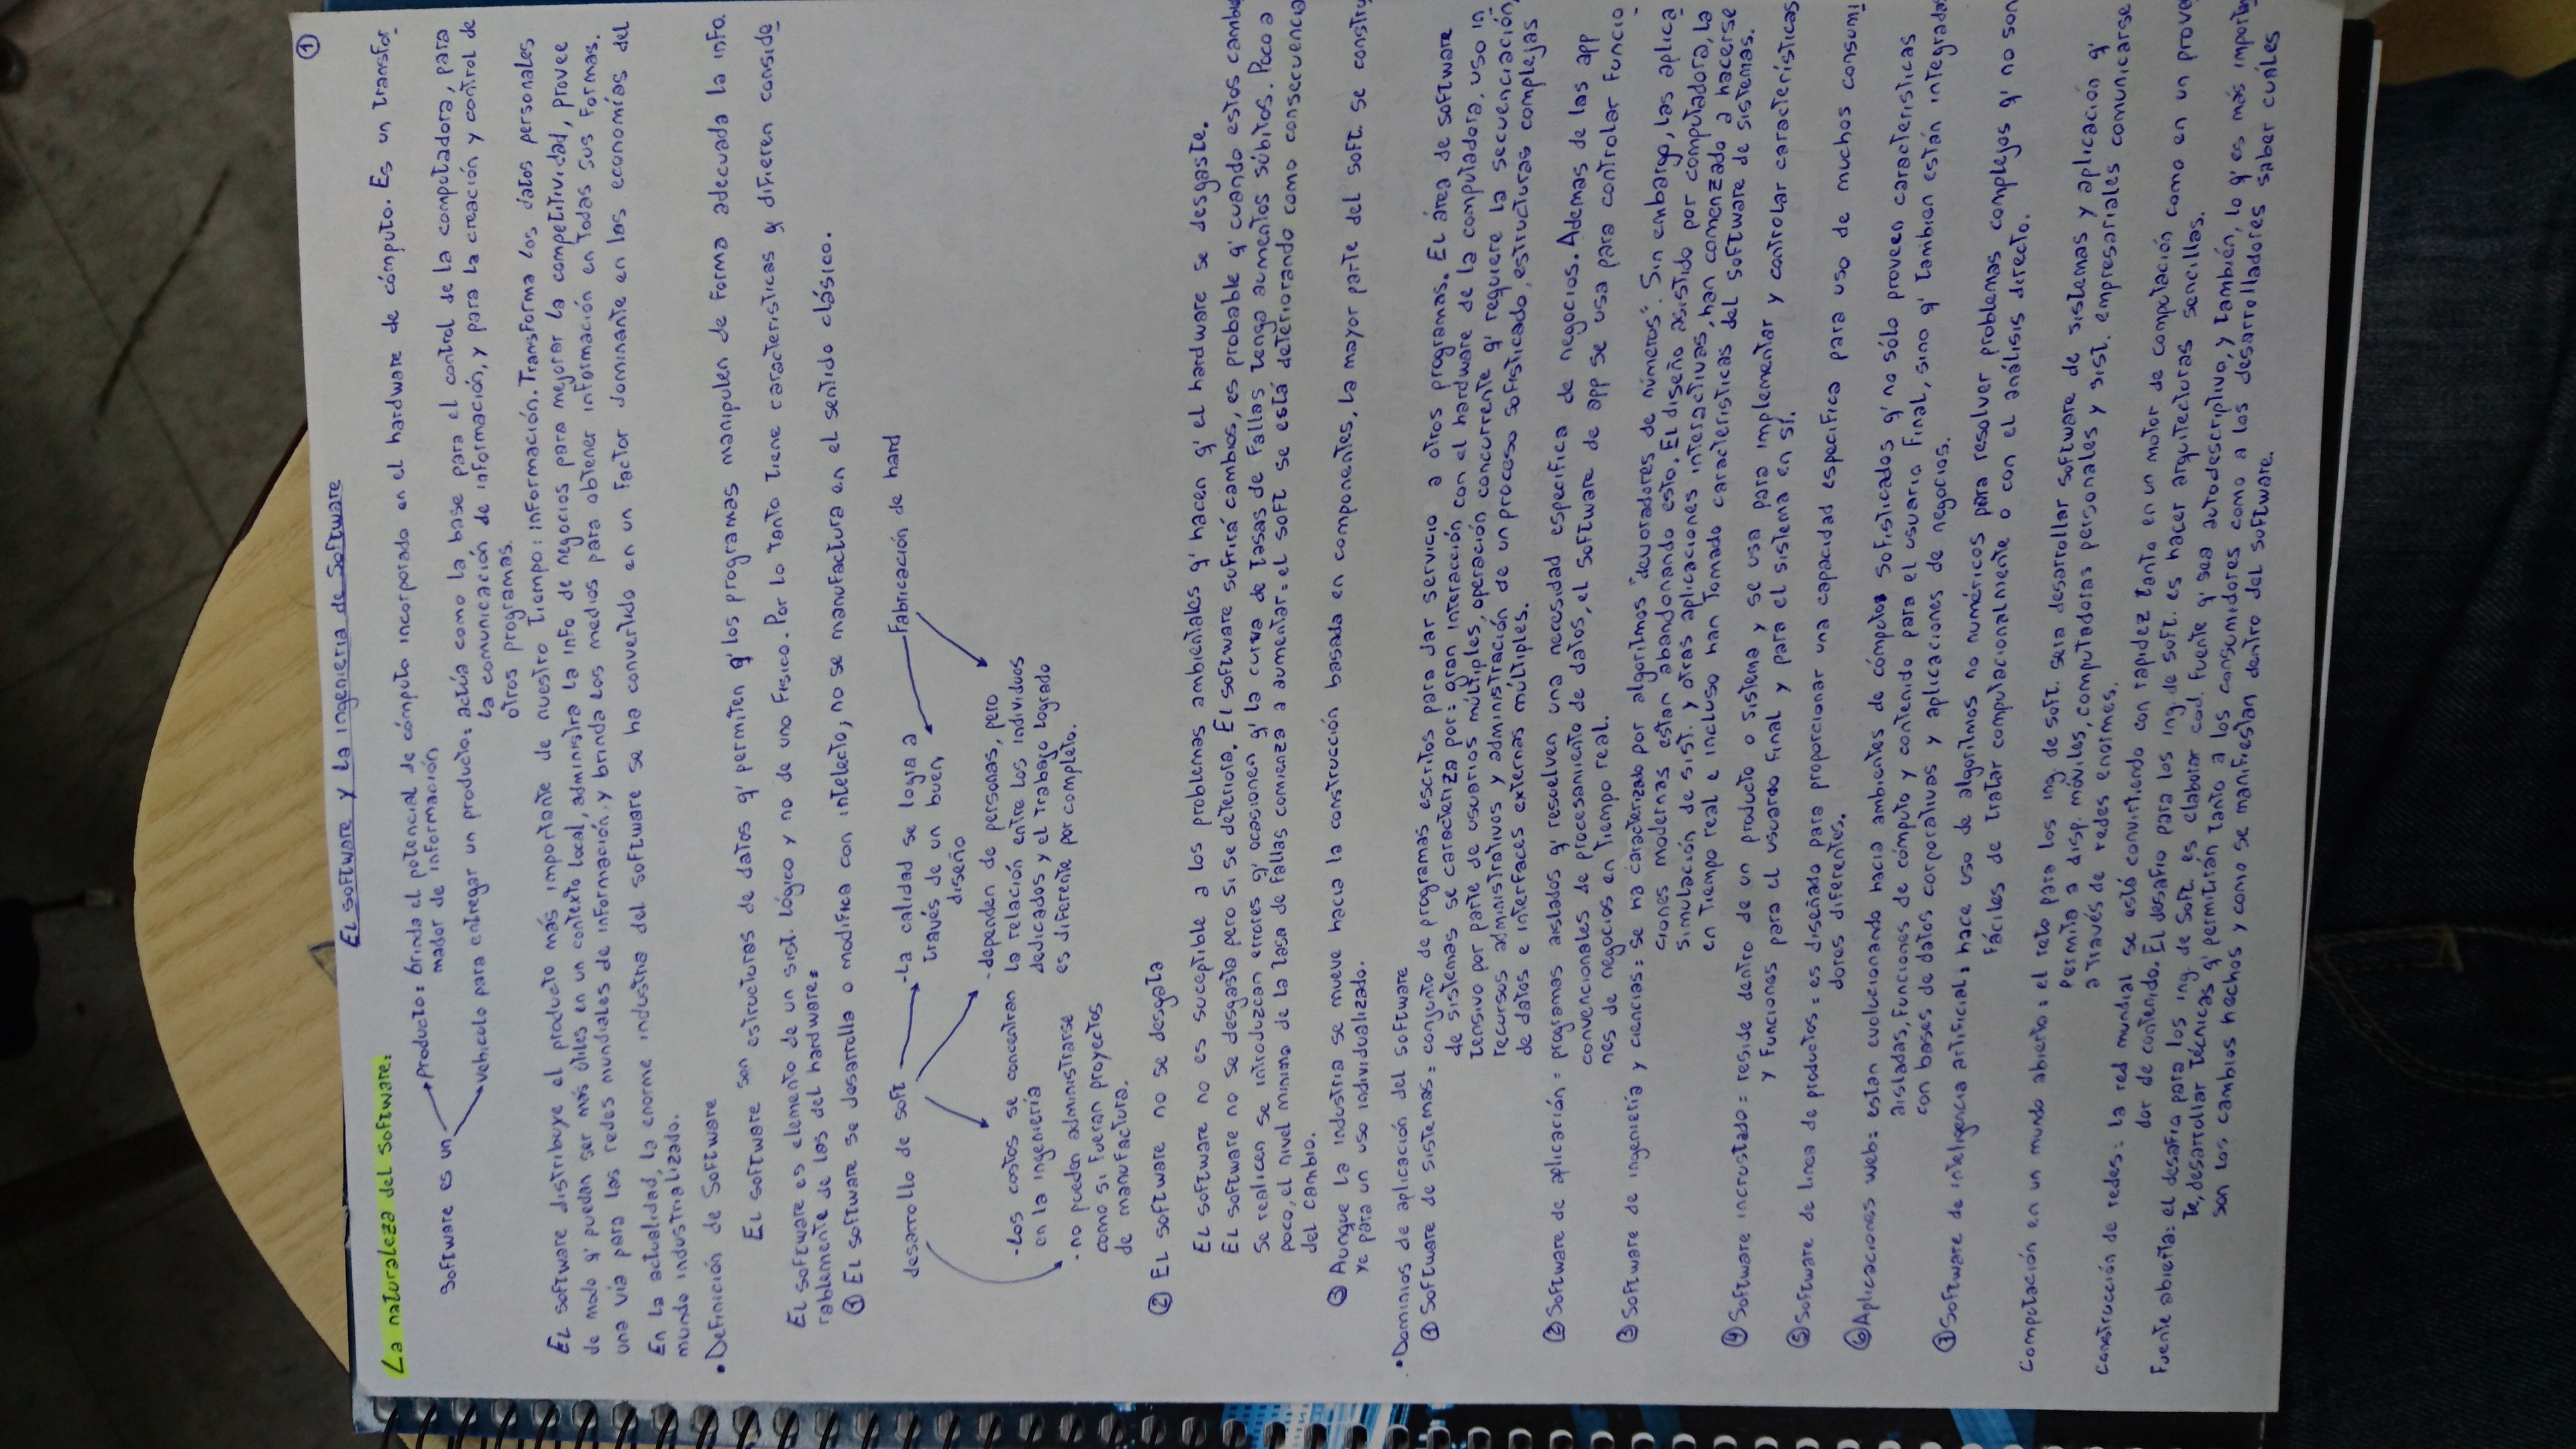 ①
El software y la ingeniería de Software
La naturaleza del Software:
Software es un
Producto: brinda el potencial de cómputo incorporado en el hardware de cómputo. Es un transfor
mador de información
vehículo para entregar un producto: actúa como la base para el control de la computadora, para
la comunicación de información, y para la creación y control de
otros programas.
El software distribuye el producto más importante de nuestro tiempo: información. Transforma los datos personales
de modo q' puedan ser más útiles en un contexto local, administra la info de negocios para mejorar la competitividad, provee
una vía para las redes mundiales de información, y brinda los medios para obtener información en todas sus formas.
En la actualidad, la enorme industria del software se ha convertido en un factor dominante en las economías del
mundo industrializado.
• Definición de Software
El software son estructuras de datos q' permiten q' los programas manipulen de forma adecuada la info.
El software es elemento de un sist. lógico y no de uno físico. Por lo tanto tiene características q difieren conside
rablemente de las del hardware:
① El software se desarrolla o modifica con intelecto; no se manufactura en el sentido clásico.
desarrollo de soft
-La calidad se logra a
través de un buen
diseño
Fabricación de hard
-dependen de personas, pero
la relación entre los individuos
dedicados y el trabajo logrado
es diferente por completo.
-los costos se concentran
en la ingeniería
-no pueden administrarse
como si fueran proyectos
de manufactura.
② El software no se desgata
El software no es suceptible a los problemas ambientales q' hacen q' el hardware se desgaste.
El software no se desgasta pero si se deteriora. El software sufrirá cambios, es probable q' cuando estos cambio
se realicen se introduzcan errores q' ocasionen q' la curva de tasas de fallas tenga aumentos súbitos. Poco a
poco, el nivel mínimo de la tasa de fallas comienza a aumentar: el soft se está deteriorando como consecuencia
del cambio.
③ Aunque la industria se mueve hacia la construcción basada en componentes, la mayor parte del soft. se constru
ye para un uso individualizado.
• Dominios de aplicación del software
① Software de sistemas: conjunto de programas escritos para dar servicio a otros programas. El área de software
de sistemas se caracteriza por: gran interacción con el hardware de la computadora, uso in
tensivo por parte de usuarios múltiples, operación concurrente q' requiere la secuenciación,
recursos administrativos y administración de un proceso sofisticado, estructuras complejas
de datos e interfaces externas múltiples.
② Software de aplicación: programas aislados q' resuelven una necesidad específica de negocios. Ademas de las app
convencionales de procesamiento de datos, el software de app se usa para controlar funcio
nes de negocios en tiempo real.
③ Software de ingeniería y ciencias: se ha caracterizado por algoritmos "devoradores de números". Sin embargo, las aplica
ciones modernas estan abandonando esto. El diseño asistido por computadora, la
simulación de sist. y otras aplicaciones interactivas, han comenzado a hacerse
en tiempo real e incluso han tomado características del software de sistemas.
④ Software incrustado: reside dentro de un producto o sistema y se usa para implementar y controlar características
y funciones para el usuario final y para el sistema en sí.
⑤ Software de linea de productos: es diseñado para proporcionar una capacidad específica para uso de muchos consumi
dores diferentes.
⑥ Aplicaciones web: estan evolucionando hacia ambientes de cómputos sofisticados q' no sólo proveen características
aisladas, funciones de cómputo y contenido para el usuario final, sino q' tambien están integradas
con bases de datos corporativas y aplicaciones de negocios.
⑦ Software de inteligencia artificial: hace uso de algoritmos no numéricos para resolver problemas complejos q' no son
fáciles de tratar computacionalmente o con el análisis directo.
Computación en un mundo abierto: el reto para los ing. de soft. sera desarrollar software de sistemas y aplicación q'
permita a disp. móviles, computadoras personales y sist. empresariales comunicarse
a través de redes enormes.
Construcción de redes: la red mundial se está convirtiendo con rapidez tanto en un motor de computación como en un provee
dor de contenido. El desafío para los ing. de soft. es hacer arquitecturas sencillas.
Fuente abierta: el desafío para los ing. de Soft. es elaborar cod. fuente q' sea autodescriptivo, y también, lo q' es más importan
te, desarrollar técnicas q' permitirán tanto a los consumidores como a los desarrolladores saber cuáles
son los cambios hechos y como se manifiestan dentro del software.